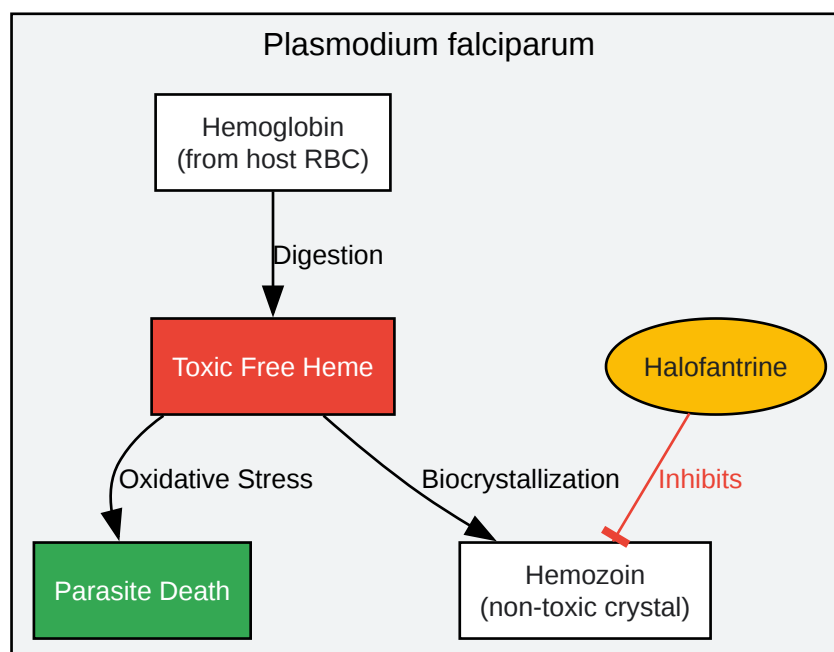 Plasmodium falciparum
Hemoglobin
(from host RBC)
Digestion
Toxic Free Heme
Halofantrine
Oxidative Stress
Biocrystallization
Inhibits
Parasite Death
Hemozoin
(non-toxic crystal)